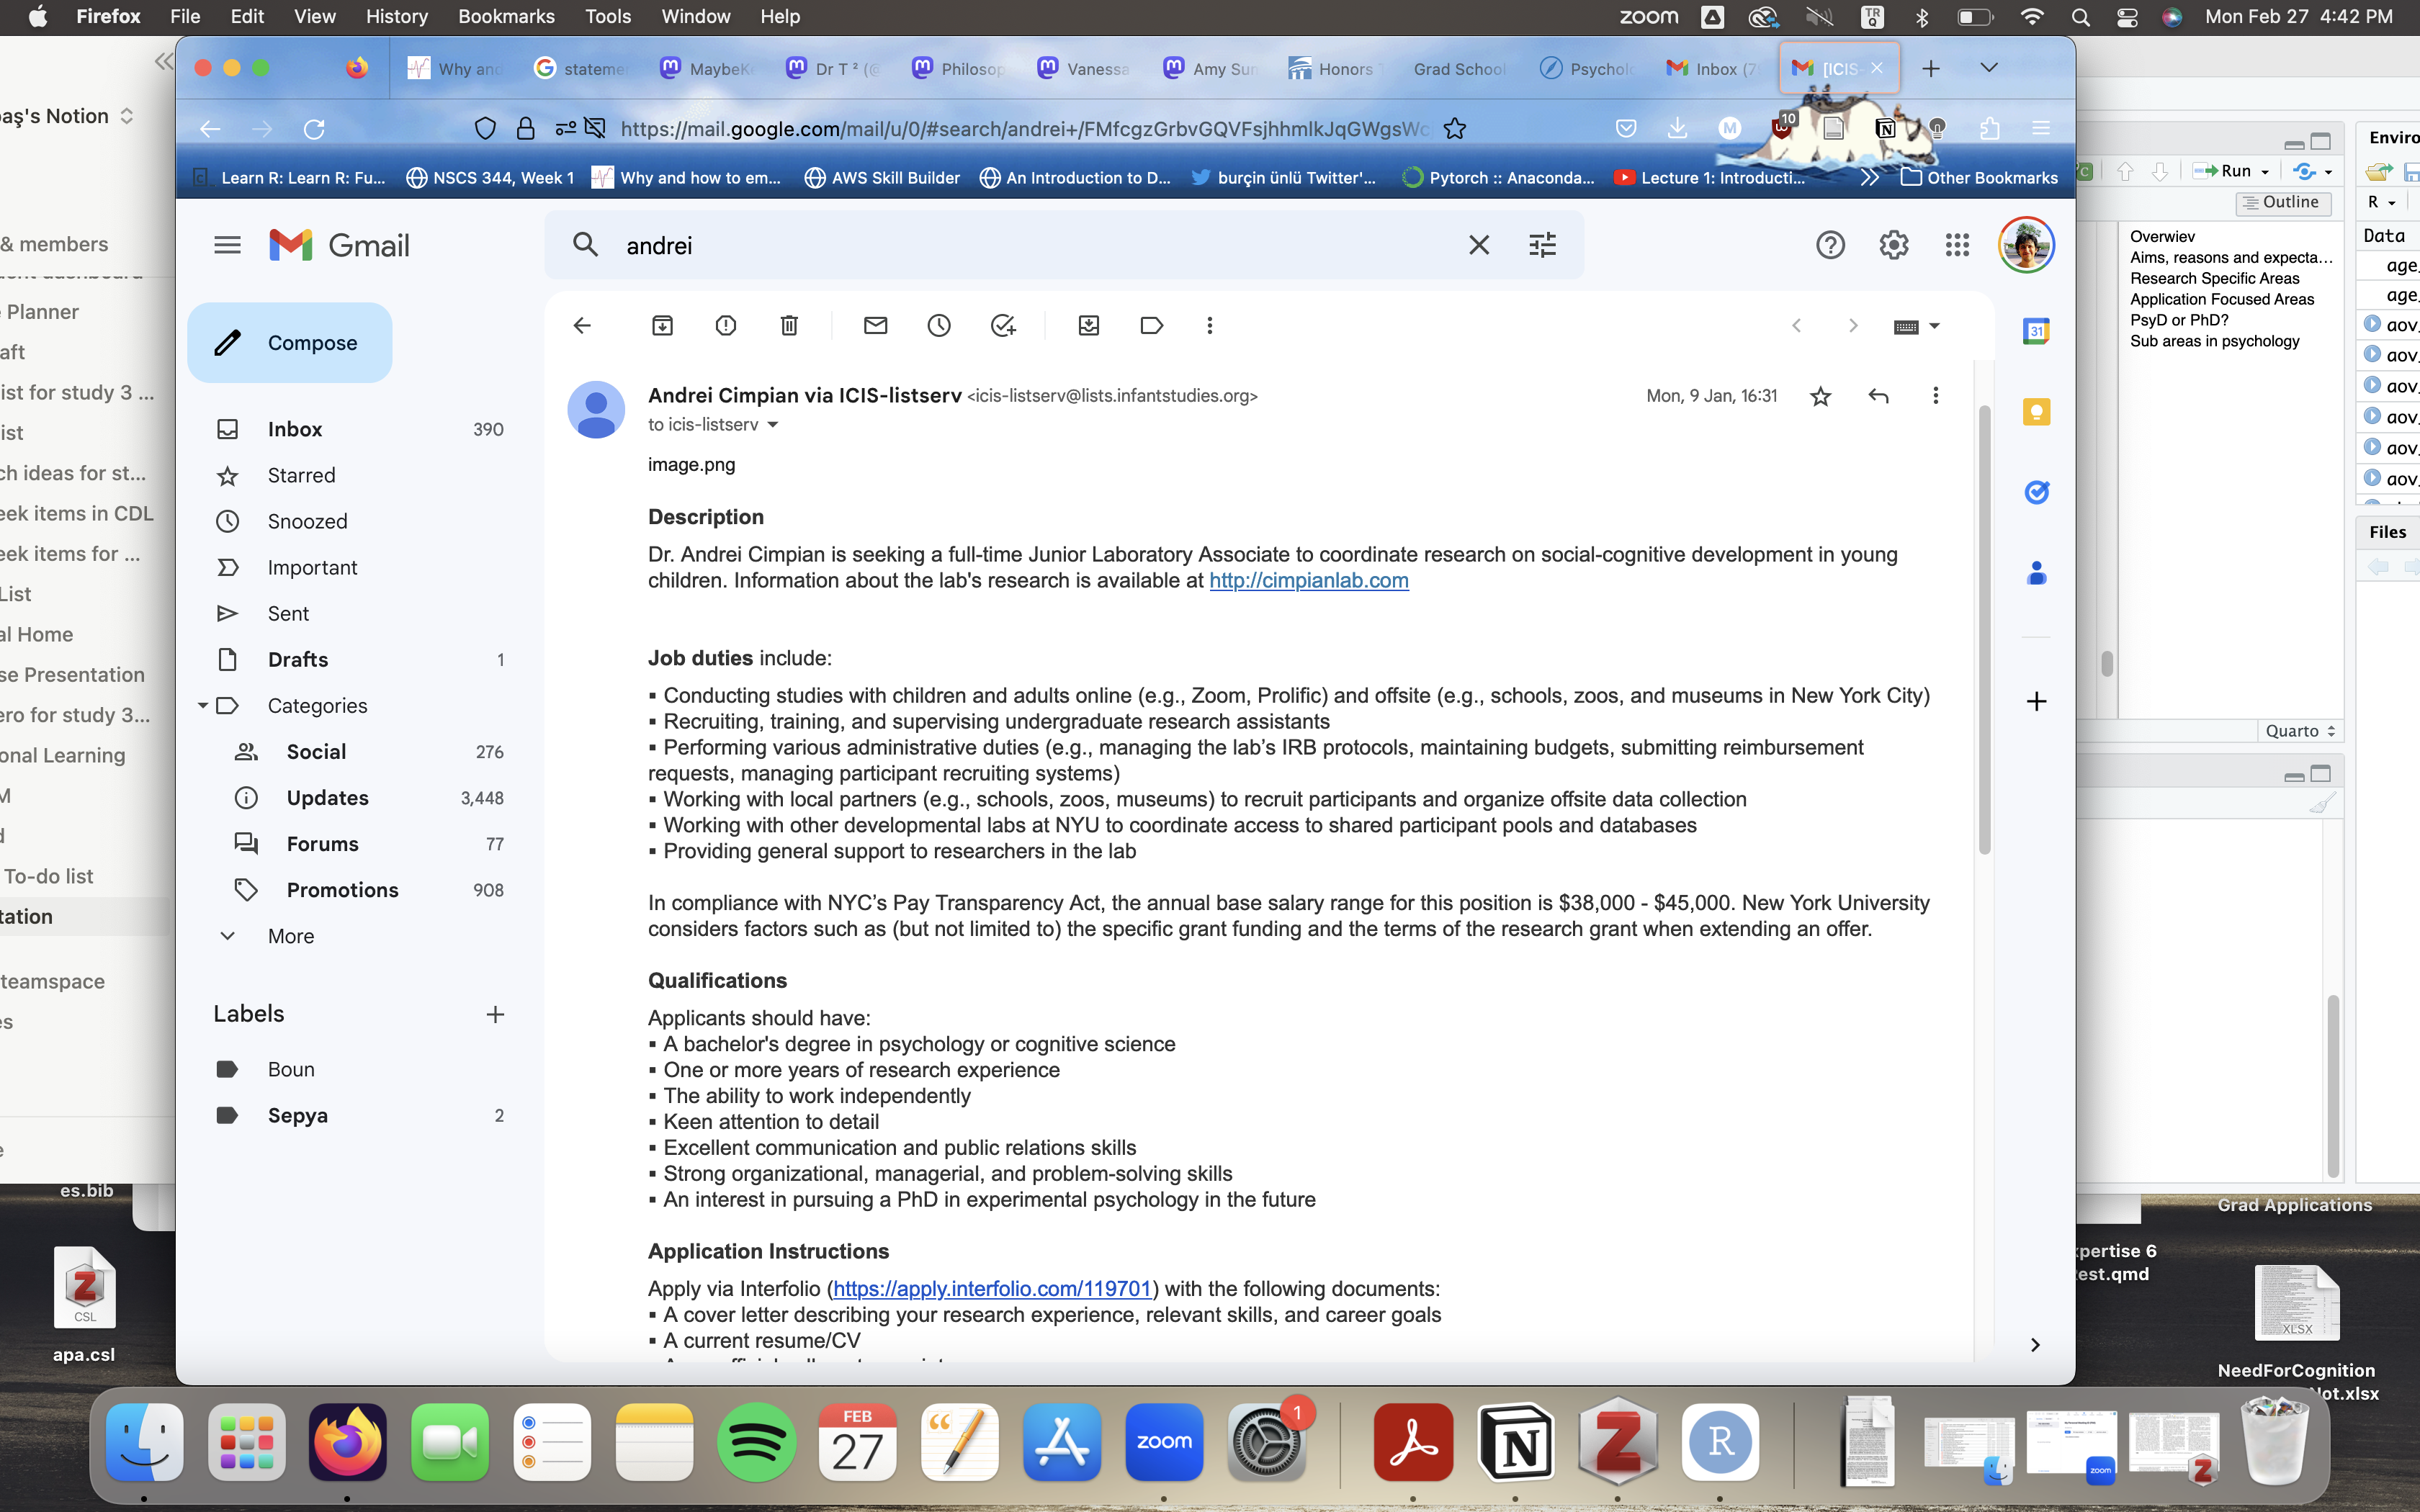 Firefox File Edit View History Bookmarks Tools Window Help
zoom TR Q Mon Feb 27 4:42 PM
Why and statemen MaybeKe Dr T ² (@ Philosop Vanessa Amy Sun Honors T Grad School Psycholo Inbox (7 [ICIS-
https://mail.google.com/mail/u/0/#search/andrei+/FMfcgzGrbvGQVFsjhhmlkJqGWgsWc
M 10
Learn R: Learn R: Fu... NSCS 344, Week 1 Why and how to em... AWS Skill Builder An Introduction to D... burçin ünlü Twitter'... Pytorch :: Anaconda... Lecture 1: Introducti... Other Bookmarks
Gmail
andrei
Compose
Inbox 390
Starred
Snoozed
Important
Sent
Drafts 1
Categories
Social 276
Updates 3,448
Forums 77
Promotions 908
More
Labels
Boun
Sepya 2
Andrei Cimpian via ICIS-listserv <icis-listserv@lists.infantstudies.org> Mon, 9 Jan, 16:31
to icis-listserv
image.png
Description
Dr. Andrei Cimpian is seeking a full-time Junior Laboratory Associate to coordinate research on social-cognitive development in young
children. Information about the lab's research is available at http://cimpianlab.com
Job duties include:
▪ Conducting studies with children and adults online (e.g., Zoom, Prolific) and offsite (e.g., schools, zoos, and museums in New York City)
▪ Recruiting, training, and supervising undergraduate research assistants
▪ Performing various administrative duties (e.g., managing the lab's IRB protocols, maintaining budgets, submitting reimbursement
requests, managing participant recruiting systems)
▪ Working with local partners (e.g., schools, zoos, museums) to recruit participants and organize offsite data collection
▪ Working with other developmental labs at NYU to coordinate access to shared participant pools and databases
▪ Providing general support to researchers in the lab
In compliance with NYC's Pay Transparency Act, the annual base salary range for this position is $38,000 - $45,000. New York University
considers factors such as (but not limited to) the specific grant funding and the terms of the research grant when extending an offer.
Qualifications
Applicants should have:
▪ A bachelor's degree in psychology or cognitive science
▪ One or more years of research experience
▪ The ability to work independently
▪ Keen attention to detail
▪ Excellent communication and public relations skills
▪ Strong organizational, managerial, and problem-solving skills
▪ An interest in pursuing a PhD in experimental psychology in the future
Application Instructions
Apply via Interfolio (https://apply.interfolio.com/119701) with the following documents:
▪ A cover letter describing your research experience, relevant skills, and career goals
▪ A current resume/CV
31
aş's Notion
& members
Planner
aft
ist for study 3 ...
ist
ch ideas for st...
eek items in CDL
eek items for ...
List
al Home
se Presentation
ero for study 3...
onal Learning
M
d
To-do list
tation
teamspace
es
e
Run
Outline
Overwiev
Aims, reasons and expecta...
Research Specific Areas
Application Focused Areas
PsyD or PhD?
Sub areas in psychology
Quarto
Enviro
R
Data
age_
age_
aov_
aov_
aov_
aov_
aov_
aov_
Files
es.bib
CSL
apa.csl
Grad Applications
xpertise 6
test.qmd
XLSX
NeedForCognition
Not.xlsx
FEB
27
zoom
1
N
Z
R
zoom